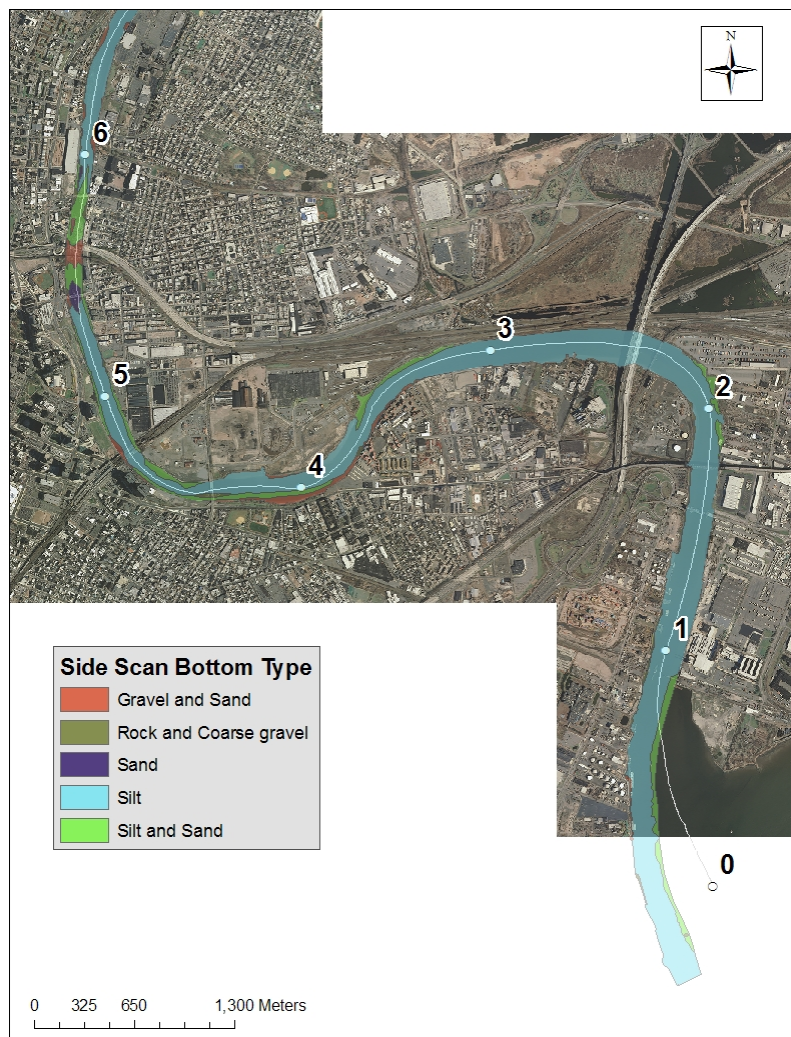 N
6
3
5
2
4
1
Side Scan Bottom Type
Gravel and Sand
Rock and Coarse gravel
Sand
Silt
Silt and Sand
0
0 325 650 1,300 Meters